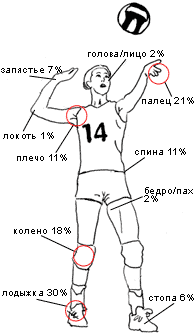 голова/лицо 2%
запастье 7%
палец 21%
локоть 1%
плечо 11%
14
спина 11%
бедро/пах
2%
колено 18%
лодыжка 30%
стопа 6%